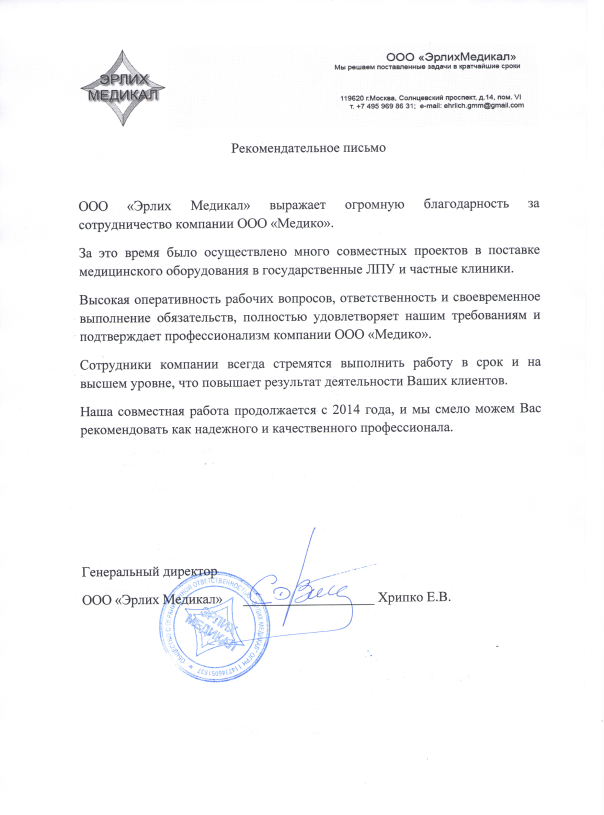 ЭРЛИХ
МЕДИКАЛ
ООО «ЭрлихМедикал»
Мы решаем поставленные задачи в кратчайшие сроки
119620 г.Москва, Солнцевский проспект, д.14, пом. VI
т. +7 495 969 86 31; e-mail: ehrlich.gmm@gmail.com
Рекомендательное письмо
ООО «Эрлих Медикал» выражает огромную благодарность за
сотрудничество компании ООО «Медико».
За это время было осуществлено много совместных проектов в поставке
медицинского оборудования в государственные ЛПУ и частные клиники.
Высокая оперативность рабочих вопросов, ответственность и своевременное
выполнение обязательств, полностью удовлетворяет нашим требованиям и
подтверждает профессионализм компании ООО «Медико».
Сотрудники компании всегда стремятся выполнить работу в срок и на
высшем уровне, что повышает результат деятельности Ваших клиентов.
Наша совместная работа продолжается с 2014 года, и мы смело можем Вас
рекомендовать как надежного и качественного профессионала.
Генеральный директор
ООО «Эрлих Медикал» Хрипко Е.В.
ЭРЛИХ
МЕДИКАЛ